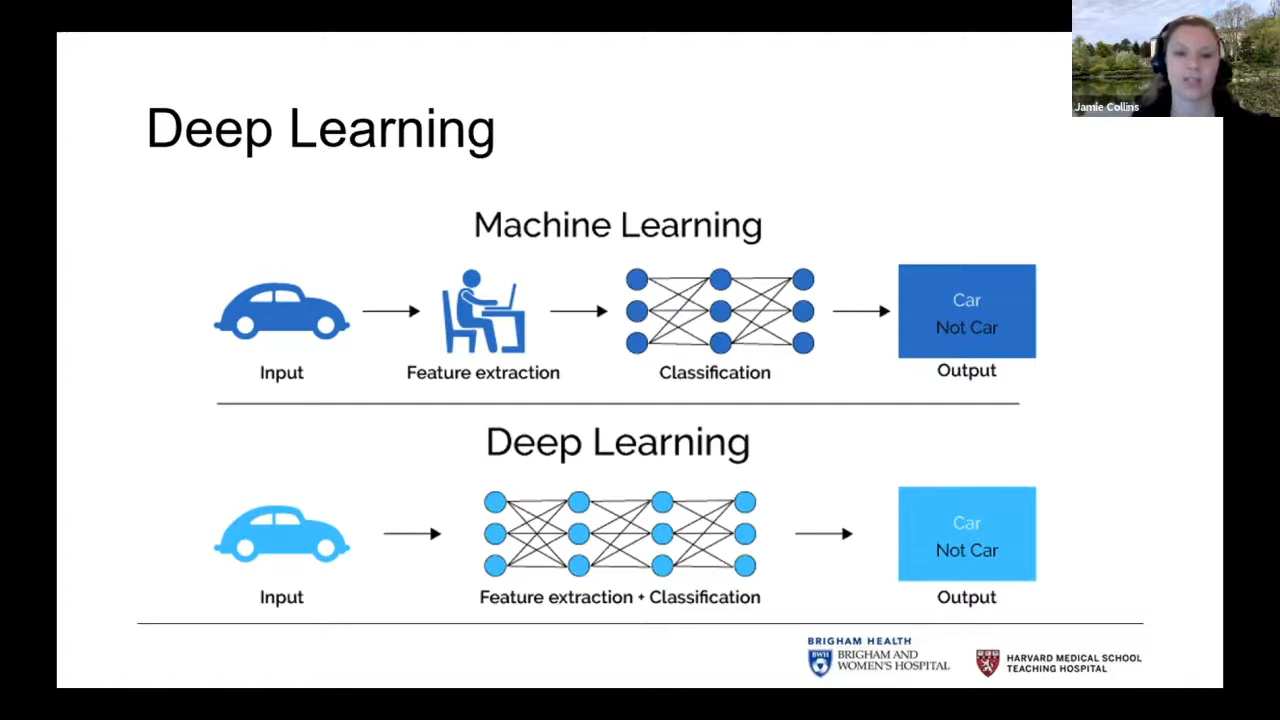 Jamie Collins
Deep Learning
Machine Learning
Input
Feature extraction
Classification
Car
Not Car
Output
Deep Learning
Input
Feature extraction + Classification
Car
Not Car
Output
BRIGHAM HEALTH
BWH
BRIGHAM AND
WOMEN'S HOSPITAL
HARVARD MEDICAL SCHOOL
TEACHING HOSPITAL